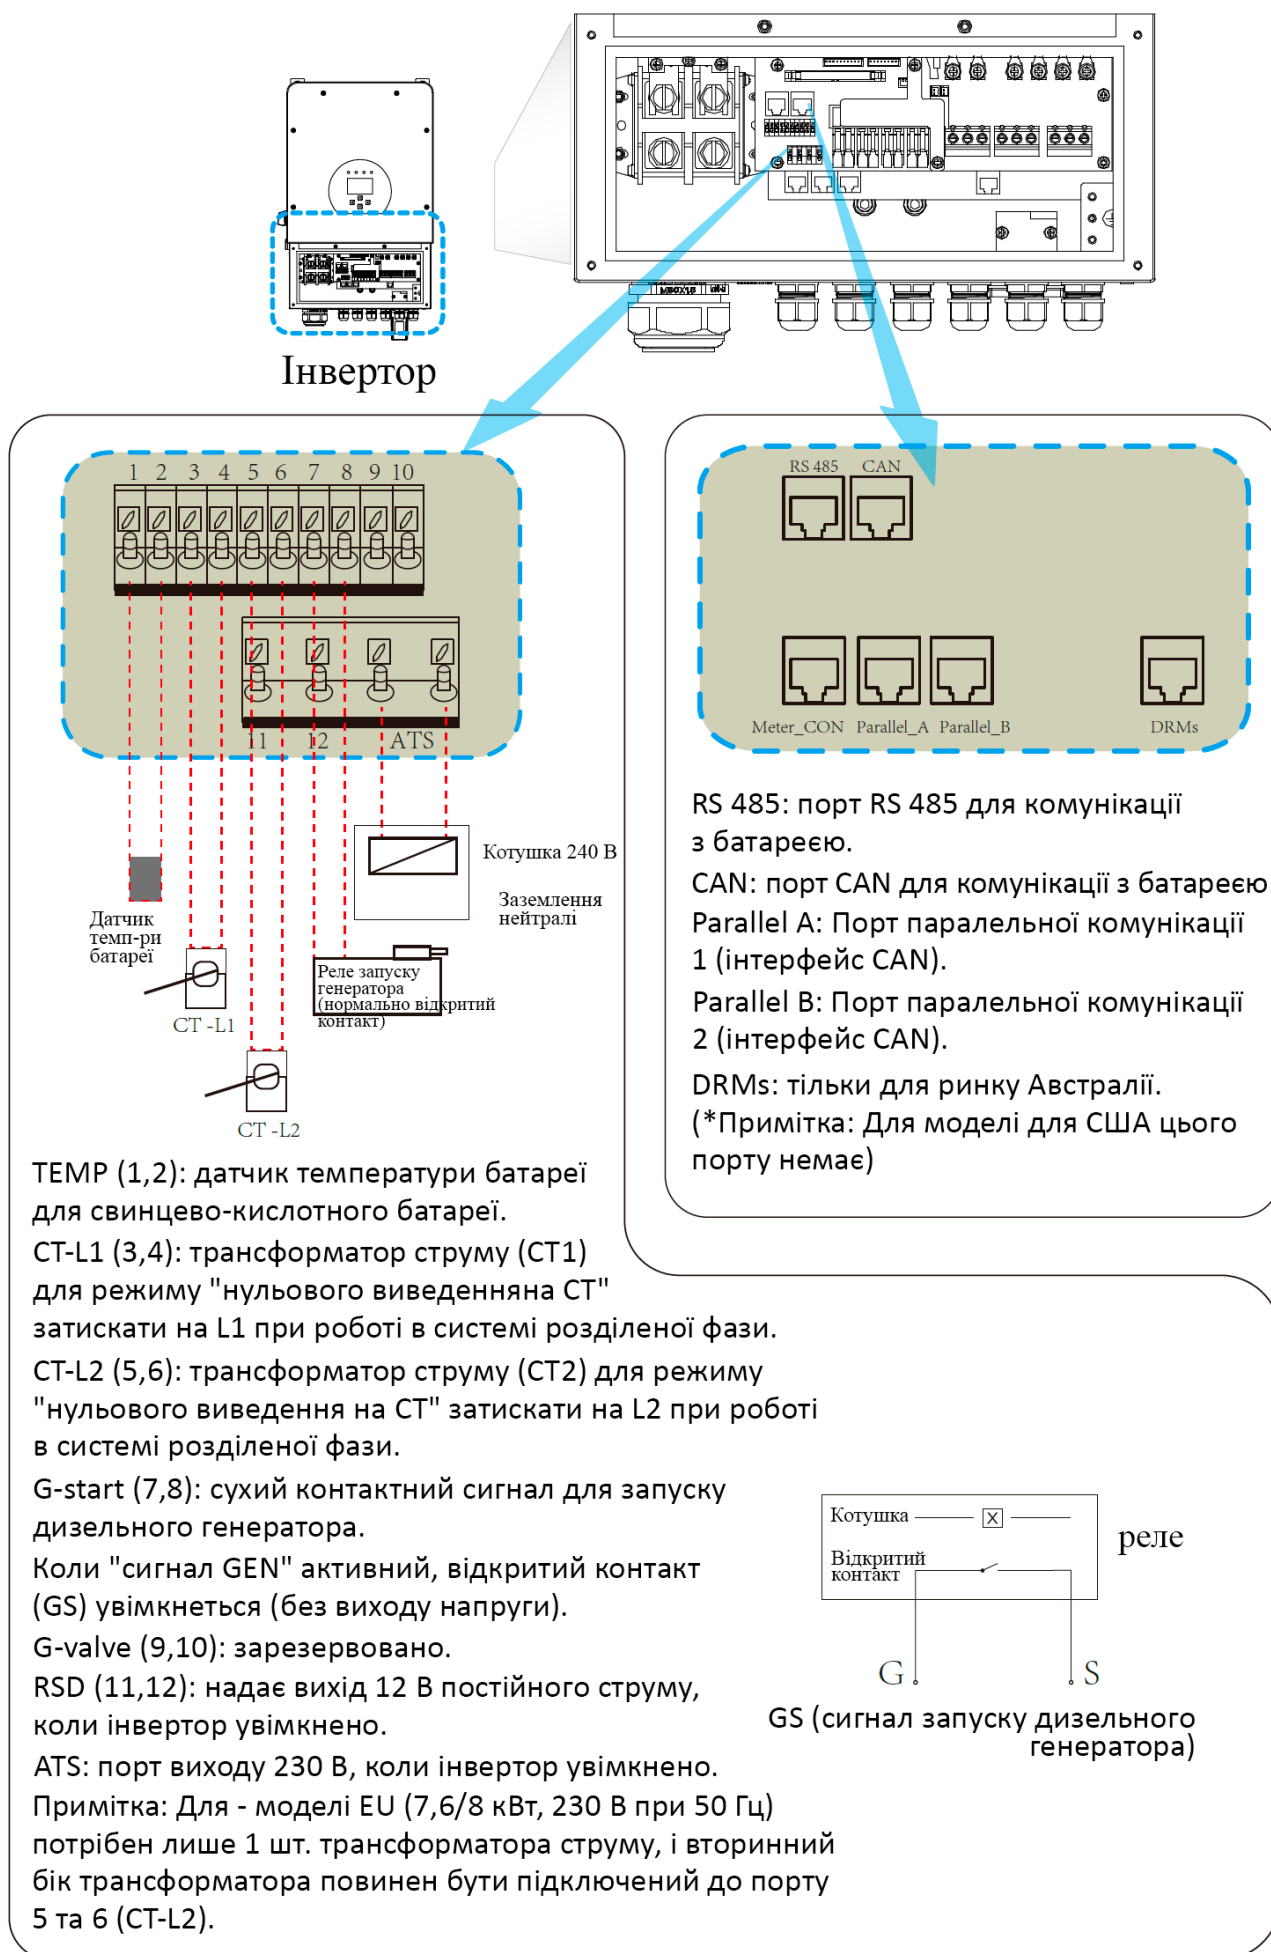 Інвертор
1 2 3 4 5 6 7 8 9 10
11 12 ATS
Котушка 240 В
Заземлення
нейтралі
Датчик
темп-ри
батареї
Реле запуску
генератора
(нормально відкритий
контакт)
CT -L1
CT -L2
RS 485 CAN
Meter_CON Parallel_A Parallel_B DRMs
RS 485: порт RS 485 для комунікації
з батареєю.
CAN: порт CAN для комунікації з батареєю
Parallel A: Порт паралельної комунікації
1 (інтерфейс CAN).
Parallel B: Порт паралельної комунікації
2 (інтерфейс CAN).
DRMs: тільки для ринку Австралії.
(*Примітка: Для моделі для США цього
порту немає)
TEMP (1,2): датчик температури батареї
для свинцево-кислотного батареї.
CT-L1 (3,4): трансформатор струму (CT1)
для режиму "нульового виведенняна CT"
затискати на L1 при роботі в системі розділеної фази.
CT-L2 (5,6): трансформатор струму (CT2) для режиму
"нульового виведення на CT" затискати на L2 при роботі
в системі розділеної фази.
G-start (7,8): сухий контактний сигнал для запуску
дизельного генератора.
Коли "сигнал GEN" активний, відкритий контакт
(GS) увімкнеться (без виходу напруги).
G-valve (9,10): зарезервовано.
RSD (11,12): надає вихід 12 В постійного струму,
коли інвертор увімкнено.
ATS: порт виходу 230 В, коли інвертор увімкнено.
Примітка: Для - моделі EU (7,6/8 кВт, 230 В при 50 Гц)
потрібен лише 1 шт. трансформатора струму, і вторинний
бік трансформатора повинен бути підключений до порту
5 та 6 (CT-L2).
Котушка
Відкритий
контакт
реле
G S
GS (сигнал запуску дизельного
генератора)